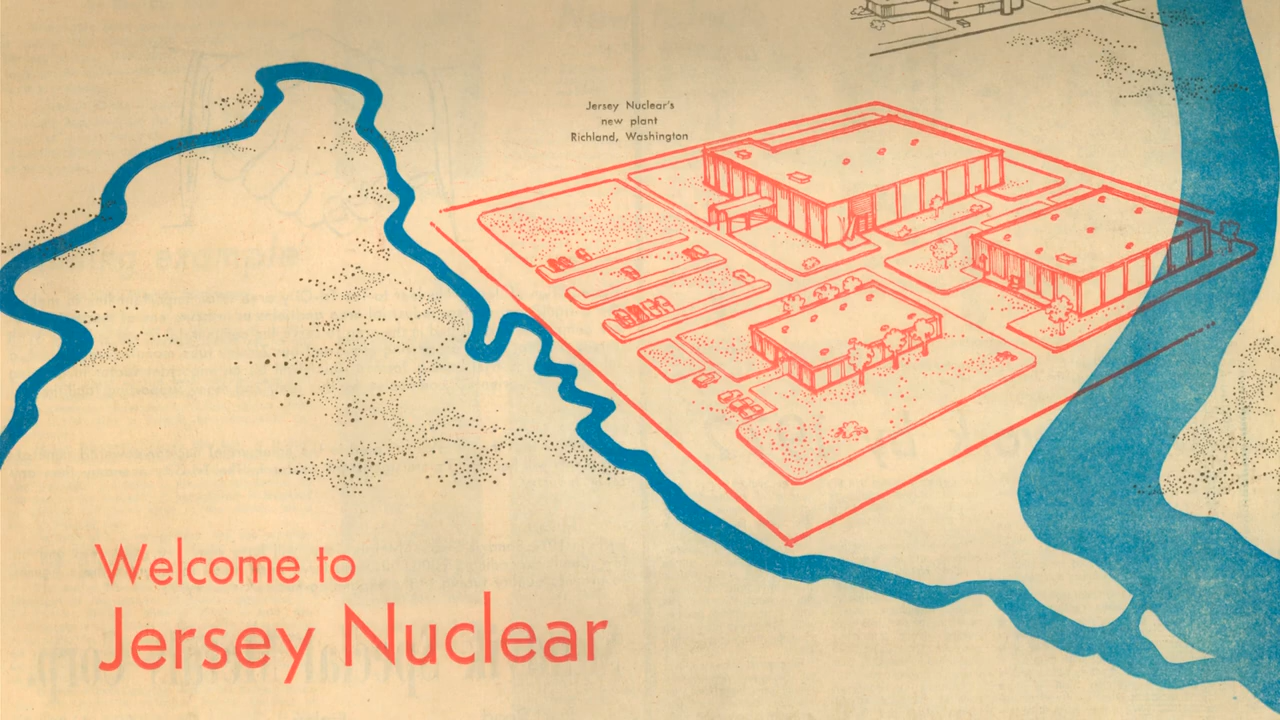 Jersey Nuclear's
new plant
Richland, Washington
Welcome to
Jersey Nuclear